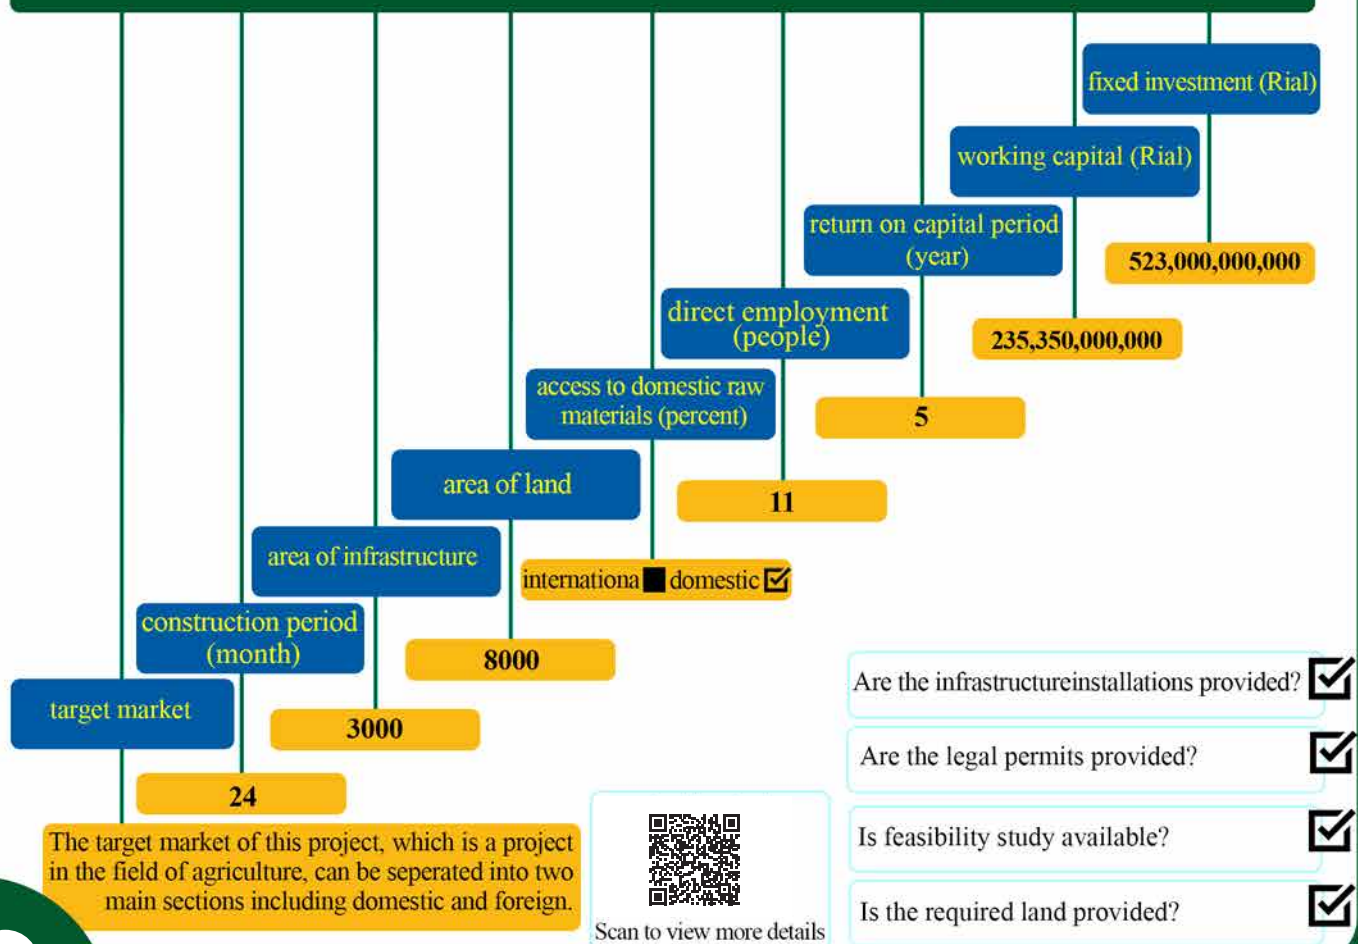 fixed investment (Rial)
523,000,000,000
working capital (Rial)
235,350,000,000
return on capital period
(year)
5
direct employment
(people)
11
access to domestic raw
materials (percent)
internationa domestic
area of land
8000
area of infrastructure
3000
construction period
(month)
24
target market
The target market of this project, which is a project
in the field of agriculture, can be seperated into two
main sections including domestic and foreign.
Scan to view more details
Are the infrastructureinstallations provided?
Are the legal permits provided?
Is feasibility study available?
Is the required land provided?